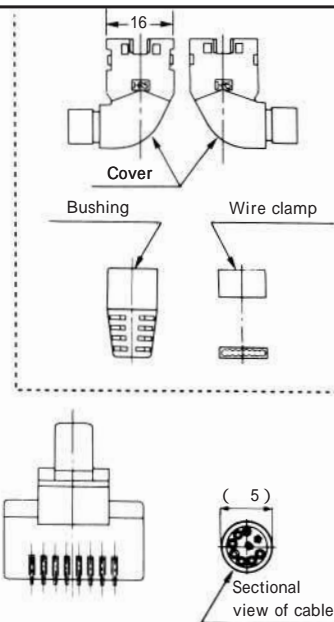 16
Cover
Bushing
Wire clamp
( 5 )
Sectional
view of cable